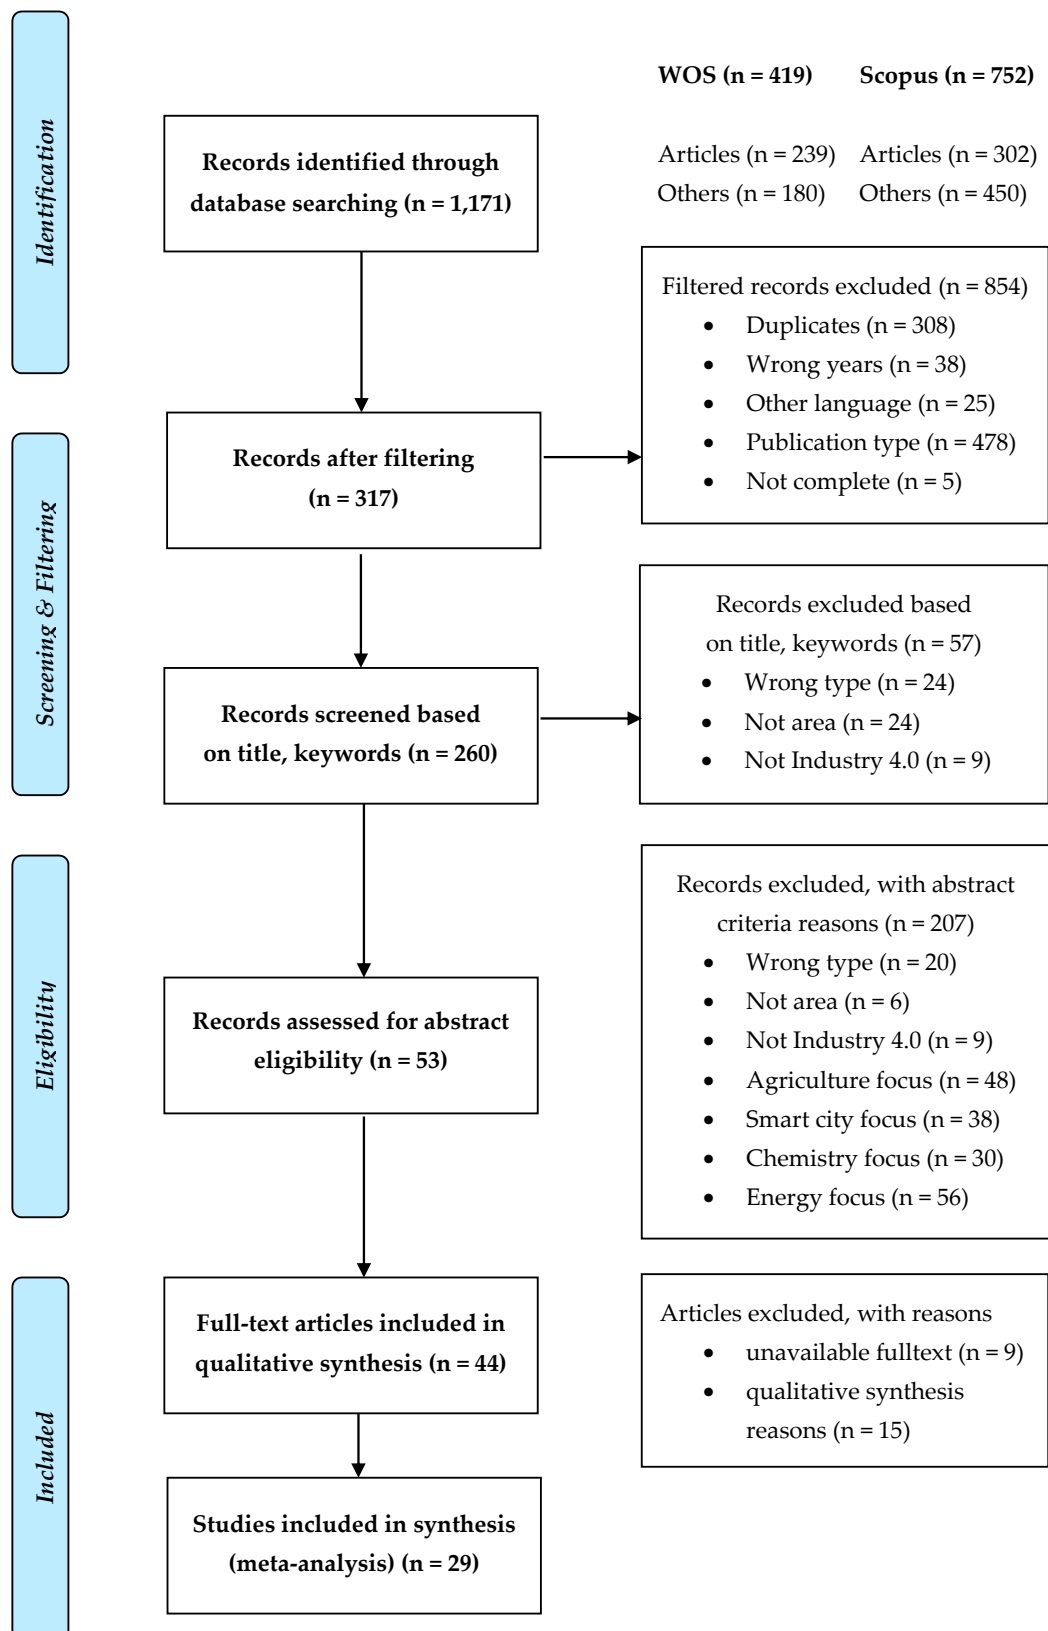 Identification
WOS (n = 419)
Scopus (n = 752)
Records identified through
database searching (n = 1,171)
Articles (n = 239)
Articles (n = 302)
Others (n = 180)
Others (n = 450)
Filtered records excluded (n = 854)
• Duplicates (n = 308)
• Wrong years (n = 38)
• Other language (n = 25)
• Publication type (n = 478)
• Not complete (n = 5)
Screening & Filtering
Records after filtering
(n = 317)
Records screened based
on title, keywords (n = 260)
Records excluded based
on title, keywords (n = 57)
• Wrong type (n = 24)
• Not area (n = 24)
• Not Industry 4.0 (n = 9)
Eligibility
Records assessed for abstract
eligibility (n = 53)
Records excluded, with abstract
criteria reasons (n = 207)
• Wrong type (n = 20)
• Not area (n = 6)
• Not Industry 4.0 (n = 9)
• Agriculture focus (n = 48)
• Smart city focus (n = 38)
• Chemistry focus (n = 30)
• Energy focus (n = 56)
Included
Full-text articles included in
qualitative synthesis (n = 44)
Articles excluded, with reasons
• unavailable fulltext (n = 9)
• qualitative synthesis
reasons (n = 15)
Studies included in synthesis
(meta-analysis) (n = 29)